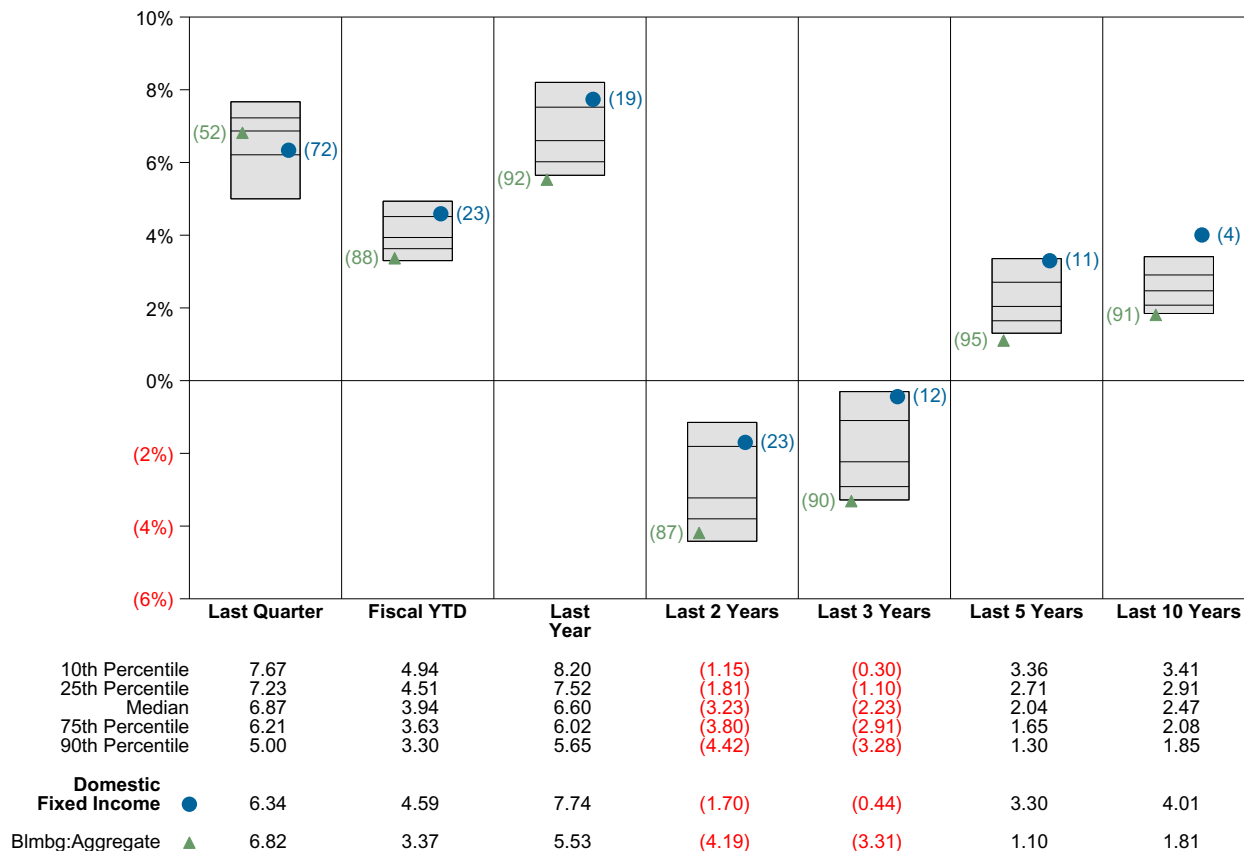 10%
8%
6%
4%
2%
0%
(2%)
(4%)
(6%)
(52) (72)
(88) (23)
(92) (19)
(87) (23)
(90) (12)
(95) (11)
(91) (4)
Last Quarter Fiscal YTD Last Year Last 2 Years Last 3 Years Last 5 Years Last 10 Years
10th Percentile 7.67 4.94 8.20 (1.15) (0.30) 3.36 3.41
25th Percentile 7.23 4.51 7.52 (1.81) (1.10) 2.71 2.91
Median 6.87 3.94 6.60 (3.23) (2.23) 2.04 2.47
75th Percentile 6.21 3.63 6.02 (3.80) (2.91) 1.65 2.08
90th Percentile 5.00 3.30 5.65 (4.42) (3.28) 1.30 1.85
Domestic
Fixed Income 6.34 4.59 7.74 (1.70) (0.44) 3.30 4.01
Blmbg:Aggregate 6.82 3.37 5.53 (4.19) (3.31) 1.10 1.81